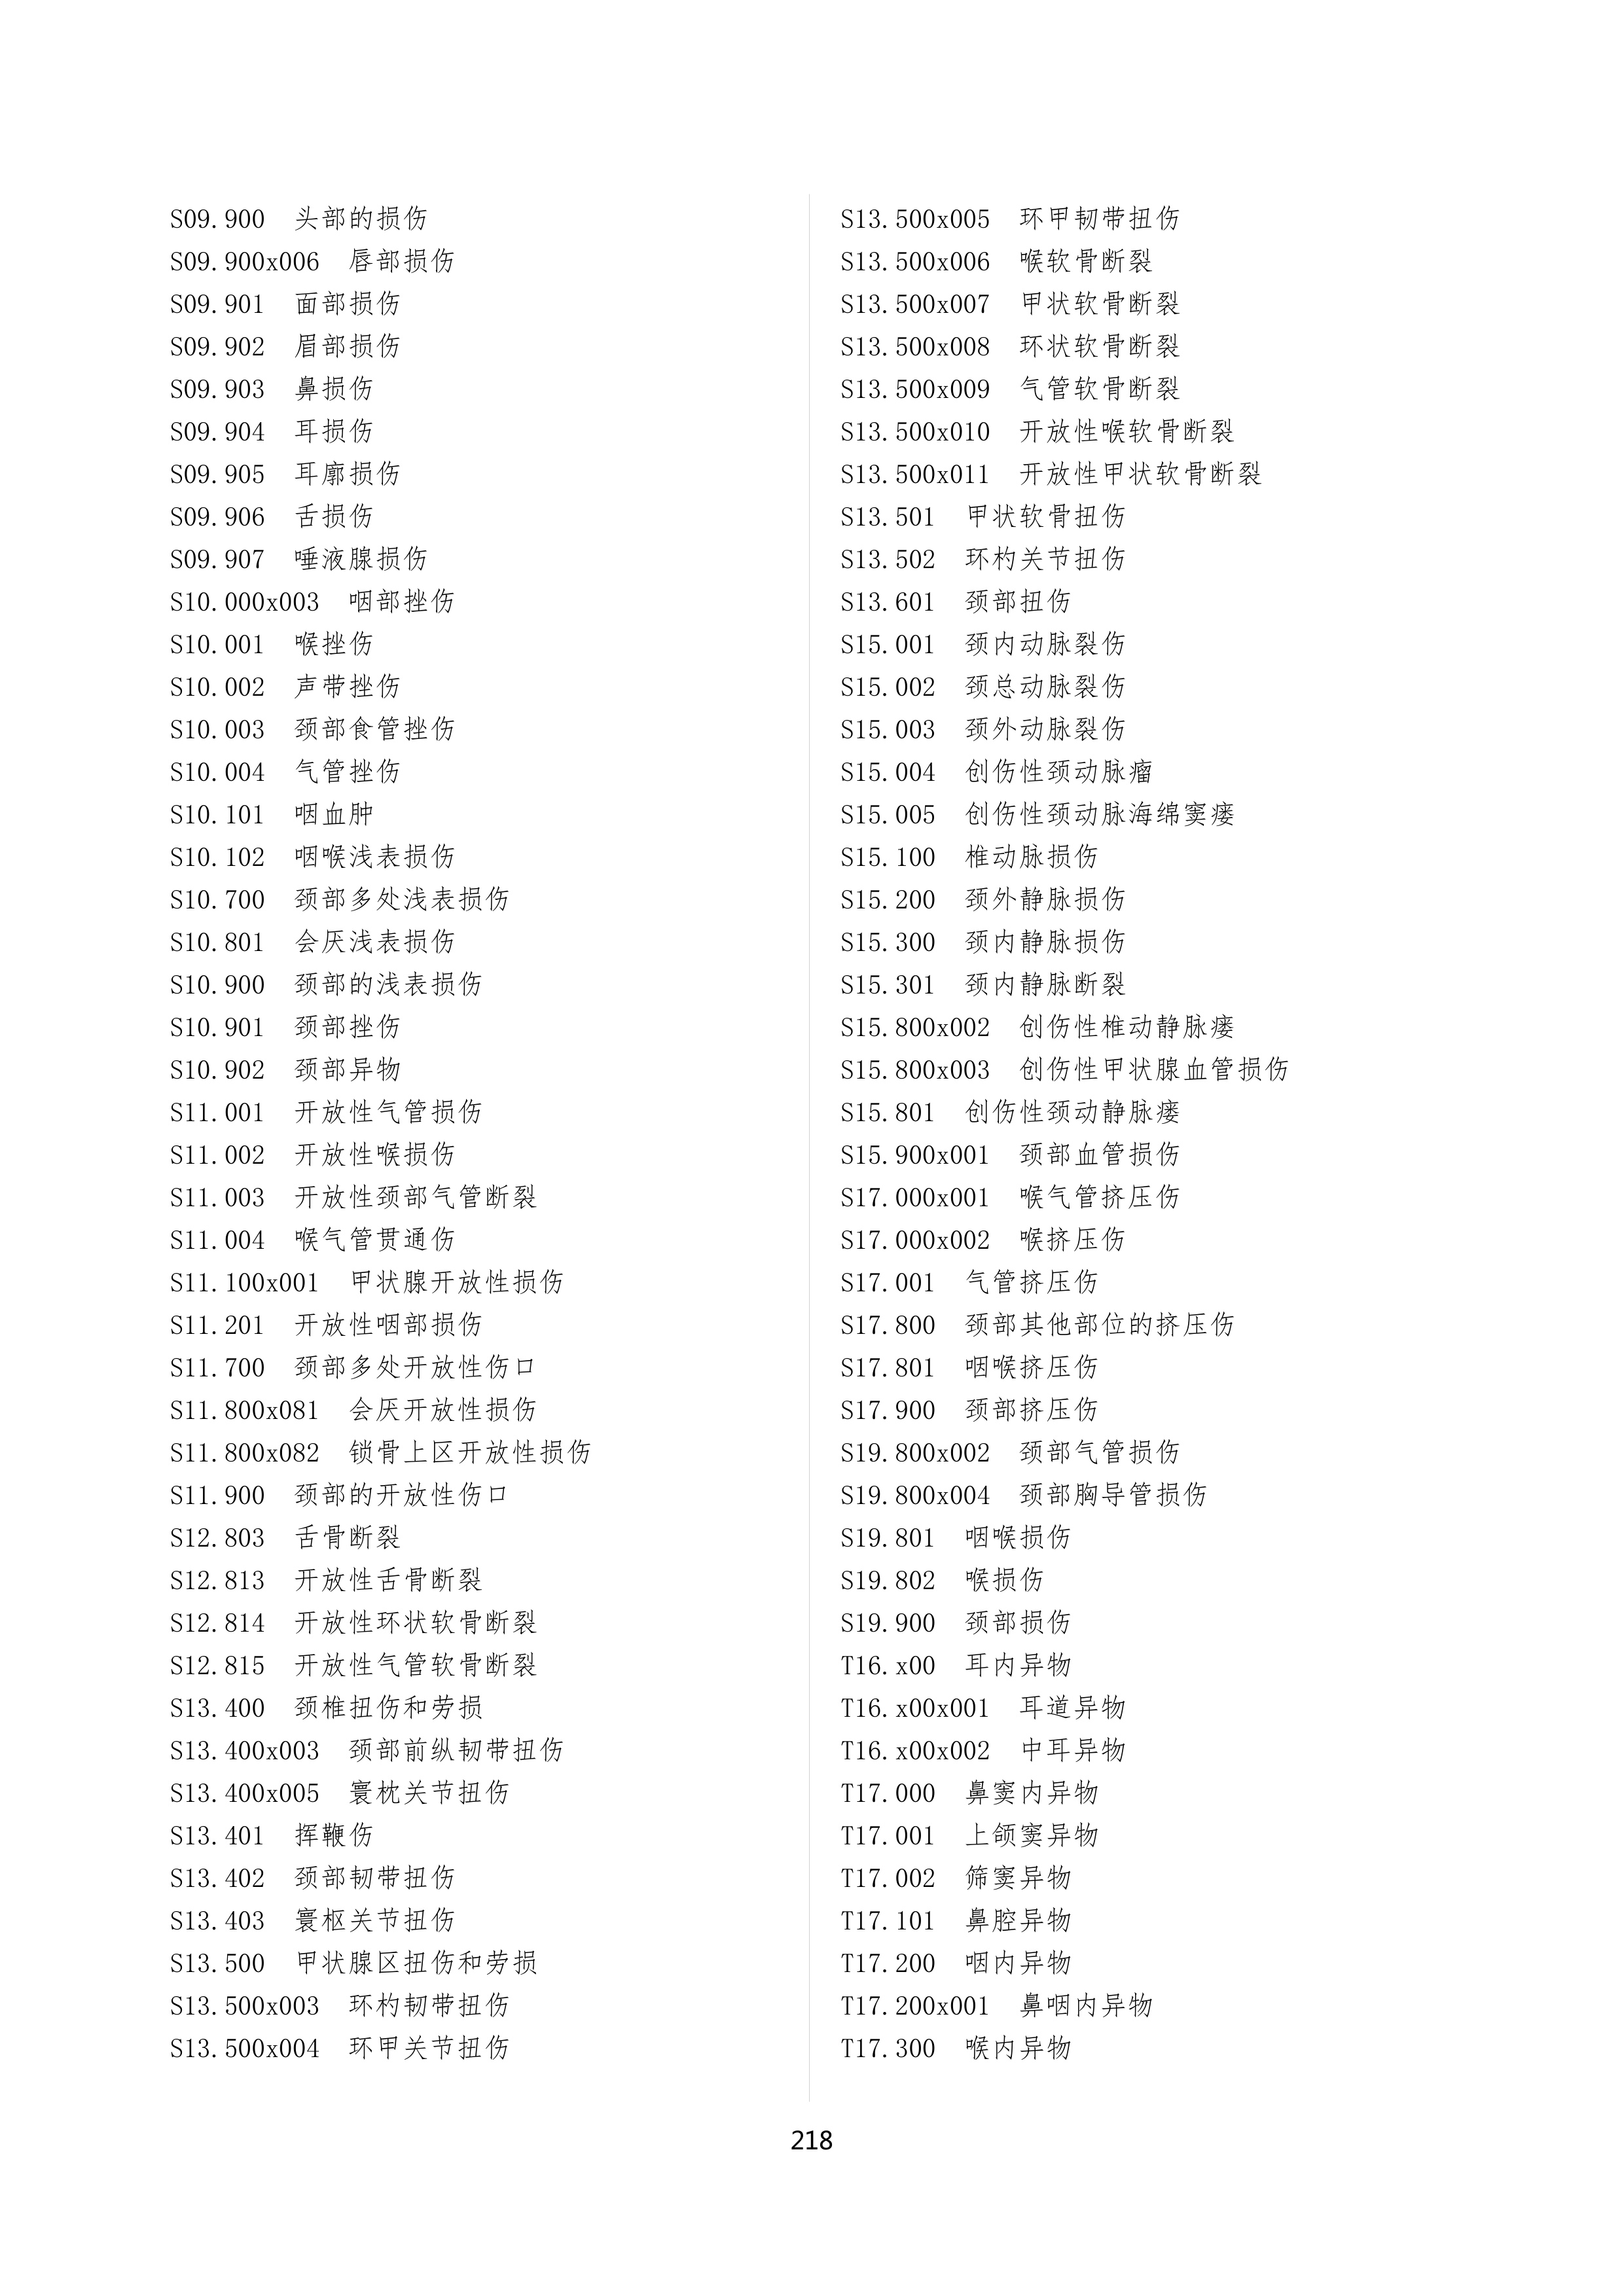 S09.900 头部的损伤
S09.900x006 唇部损伤
S09.901 面部损伤
S09.902 眉部损伤
S09.903 鼻损伤
S09.904 耳损伤
S09.905 耳廓损伤
S09.906 舌损伤
S09.907 唾液腺损伤
S10.000x003 咽部挫伤
S10.001 喉挫伤
S10.002 声带挫伤
S10.003 颈部食管挫伤
S10.004 气管挫伤
S10.101 咽血肿
S10.102 咽喉浅表损伤
S10.700 颈部多处浅表损伤
S10.801 会厌浅表损伤
S10.900 颈部的浅表损伤
S10.901 颈部挫伤
S10.902 颈部异物
S11.001 开放性气管损伤
S11.002 开放性喉损伤
S11.003 开放性颈部气管断裂
S11.004 喉气管贯通伤
S11.100x001 甲状腺开放性损伤
S11.201 开放性咽部损伤
S11.700 颈部多处开放性伤口
S11.800x081 会厌开放性损伤
S11.800x082 锁骨上区开放性损伤
S11.900 颈部的开放性伤口
S12.803 舌骨断裂
S12.813 开放性舌骨断裂
S12.814 开放性环状软骨断裂
S12.815 开放性气管软骨断裂
S13.400 颈椎扭伤和劳损
S13.400x003 颈部前纵韧带扭伤
S13.400x005 寰枕关节扭伤
S13.401 挥鞭伤
S13.402 颈部韧带扭伤
S13.403 寰枢关节扭伤
S13.500 甲状腺区扭伤和劳损
S13.500x003 环杓韧带扭伤
S13.500x004 环甲关节扭伤
S13.500x005 环甲韧带扭伤
S13.500x006 喉软骨断裂
S13.500x007 甲状软骨断裂
S13.500x008 环状软骨断裂
S13.500x009 气管软骨断裂
S13.500x010 开放性喉软骨断裂
S13.500x011 开放性甲状软骨断裂
S13.501 甲状软骨扭伤
S13.502 环杓关节扭伤
S13.601 颈部扭伤
S15.001 颈内动脉裂伤
S15.002 颈总动脉裂伤
S15.003 颈外动脉裂伤
S15.004 创伤性颈动脉瘤
S15.005 创伤性颈动脉海绵窦瘘
S15.100 椎动脉损伤
S15.200 颈外静脉损伤
S15.300 颈内静脉损伤
S15.301 颈内静脉断裂
S15.800x002 创伤性椎动静脉瘘
S15.800x003 创伤性甲状腺血管损伤
S15.801 创伤性颈动静脉瘘
S15.900x001 颈部血管损伤
S17.000x001 喉气管挤压伤
S17.000x002 喉挤压伤
S17.001 气管挤压伤
S17.800 颈部其他部位的挤压伤
S17.801 咽喉挤压伤
S17.900 颈部挤压伤
S19.800x002 颈部气管损伤
S19.800x004 颈部胸导管损伤
S19.801 咽喉损伤
S19.802 喉损伤
S19.900 颈部损伤
T16.x00 耳内异物
T16.x00x001 耳道异物
T16.x00x002 中耳异物
T17.000 鼻窦内异物
T17.001 上颌窦异物
T17.002 筛窦异物
T17.101 鼻腔异物
T17.200 咽内异物
T17.200x001 鼻咽内异物
T17.300 喉内异物
218